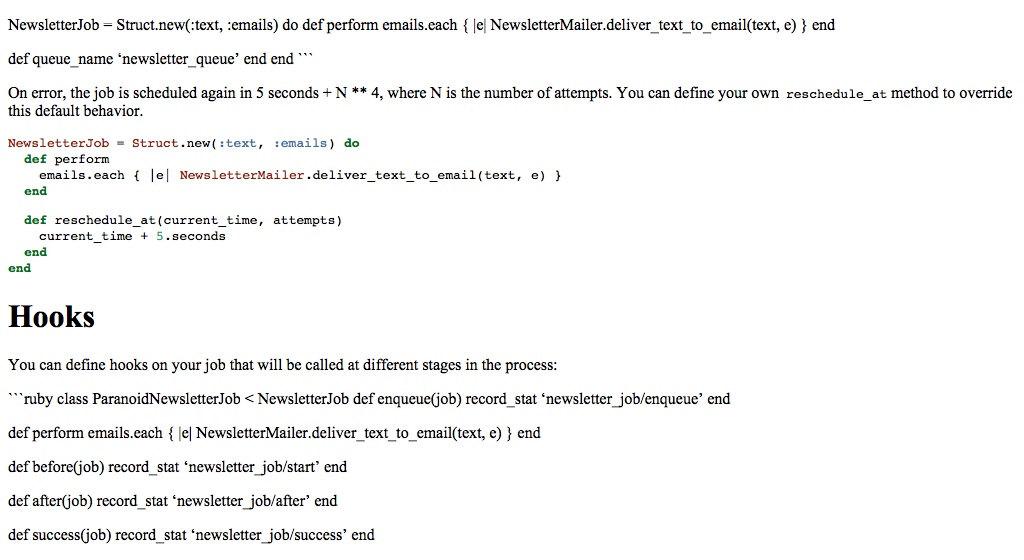 NewsletterJob = Struct.new(:text, :emails) do def perform emails.each { |e| NewsletterMailer.deliver_text_to_email(text, e) } end
def queue_name ‘newsletter_queue’ end end ```
On error, the job is scheduled again in 5 seconds + N ** 4, where N is the number of attempts. You can define your own reschedule_at method to override
this default behavior.
NewsletterJob = Struct.new(:text, :emails) do
  def perform
    emails.each { |e| NewsletterMailer.deliver_text_to_email(text, e) }
  end
  def reschedule_at(current_time, attempts)
    current_time + 5.seconds
  end
end
Hooks
You can define hooks on your job that will be called at different stages in the process:
```ruby class ParanoidNewsletterJob < NewsletterJob def enqueue(job) record_stat ‘newsletter_job/enqueue’ end
def perform emails.each { |e| NewsletterMailer.deliver_text_to_email(text, e) } end
def before(job) record_stat ‘newsletter_job/start’ end
def after(job) record_stat ‘newsletter_job/after’ end
def success(job) record_stat ‘newsletter_job/success’ end